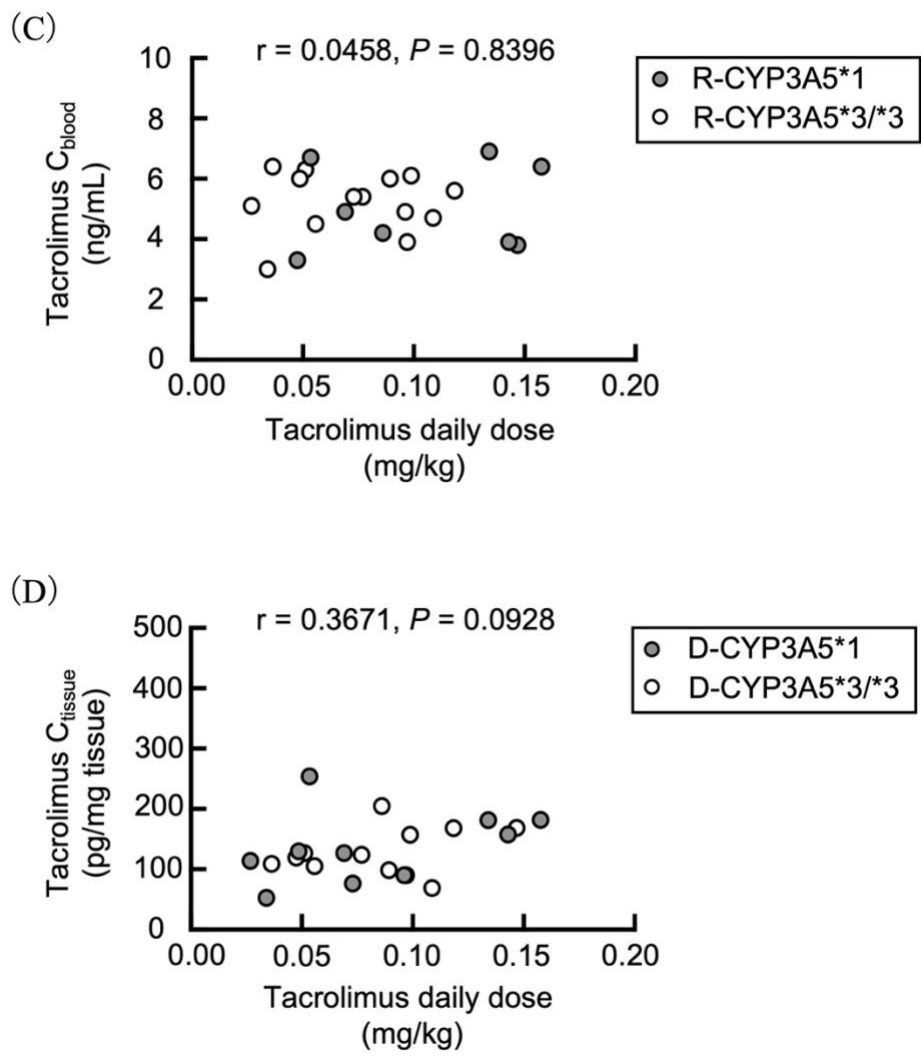 (C)
r = 0.0458, P = 0.8396
10
8
6
4
2
0
Tacrolimus C_blood
(ng/mL)
0.00 0.05 0.10 0.15 0.20
Tacrolimus daily dose
(mg/kg)
R-CYP3A5*1
R-CYP3A5*3/*3
(D)
r = 0.3671, P = 0.0928
500
400
300
200
100
0
Tacrolimus C_tissue
(pg/mg tissue)
0.00 0.05 0.10 0.15 0.20
Tacrolimus daily dose
(mg/kg)
D-CYP3A5*1
D-CYP3A5*3/*3